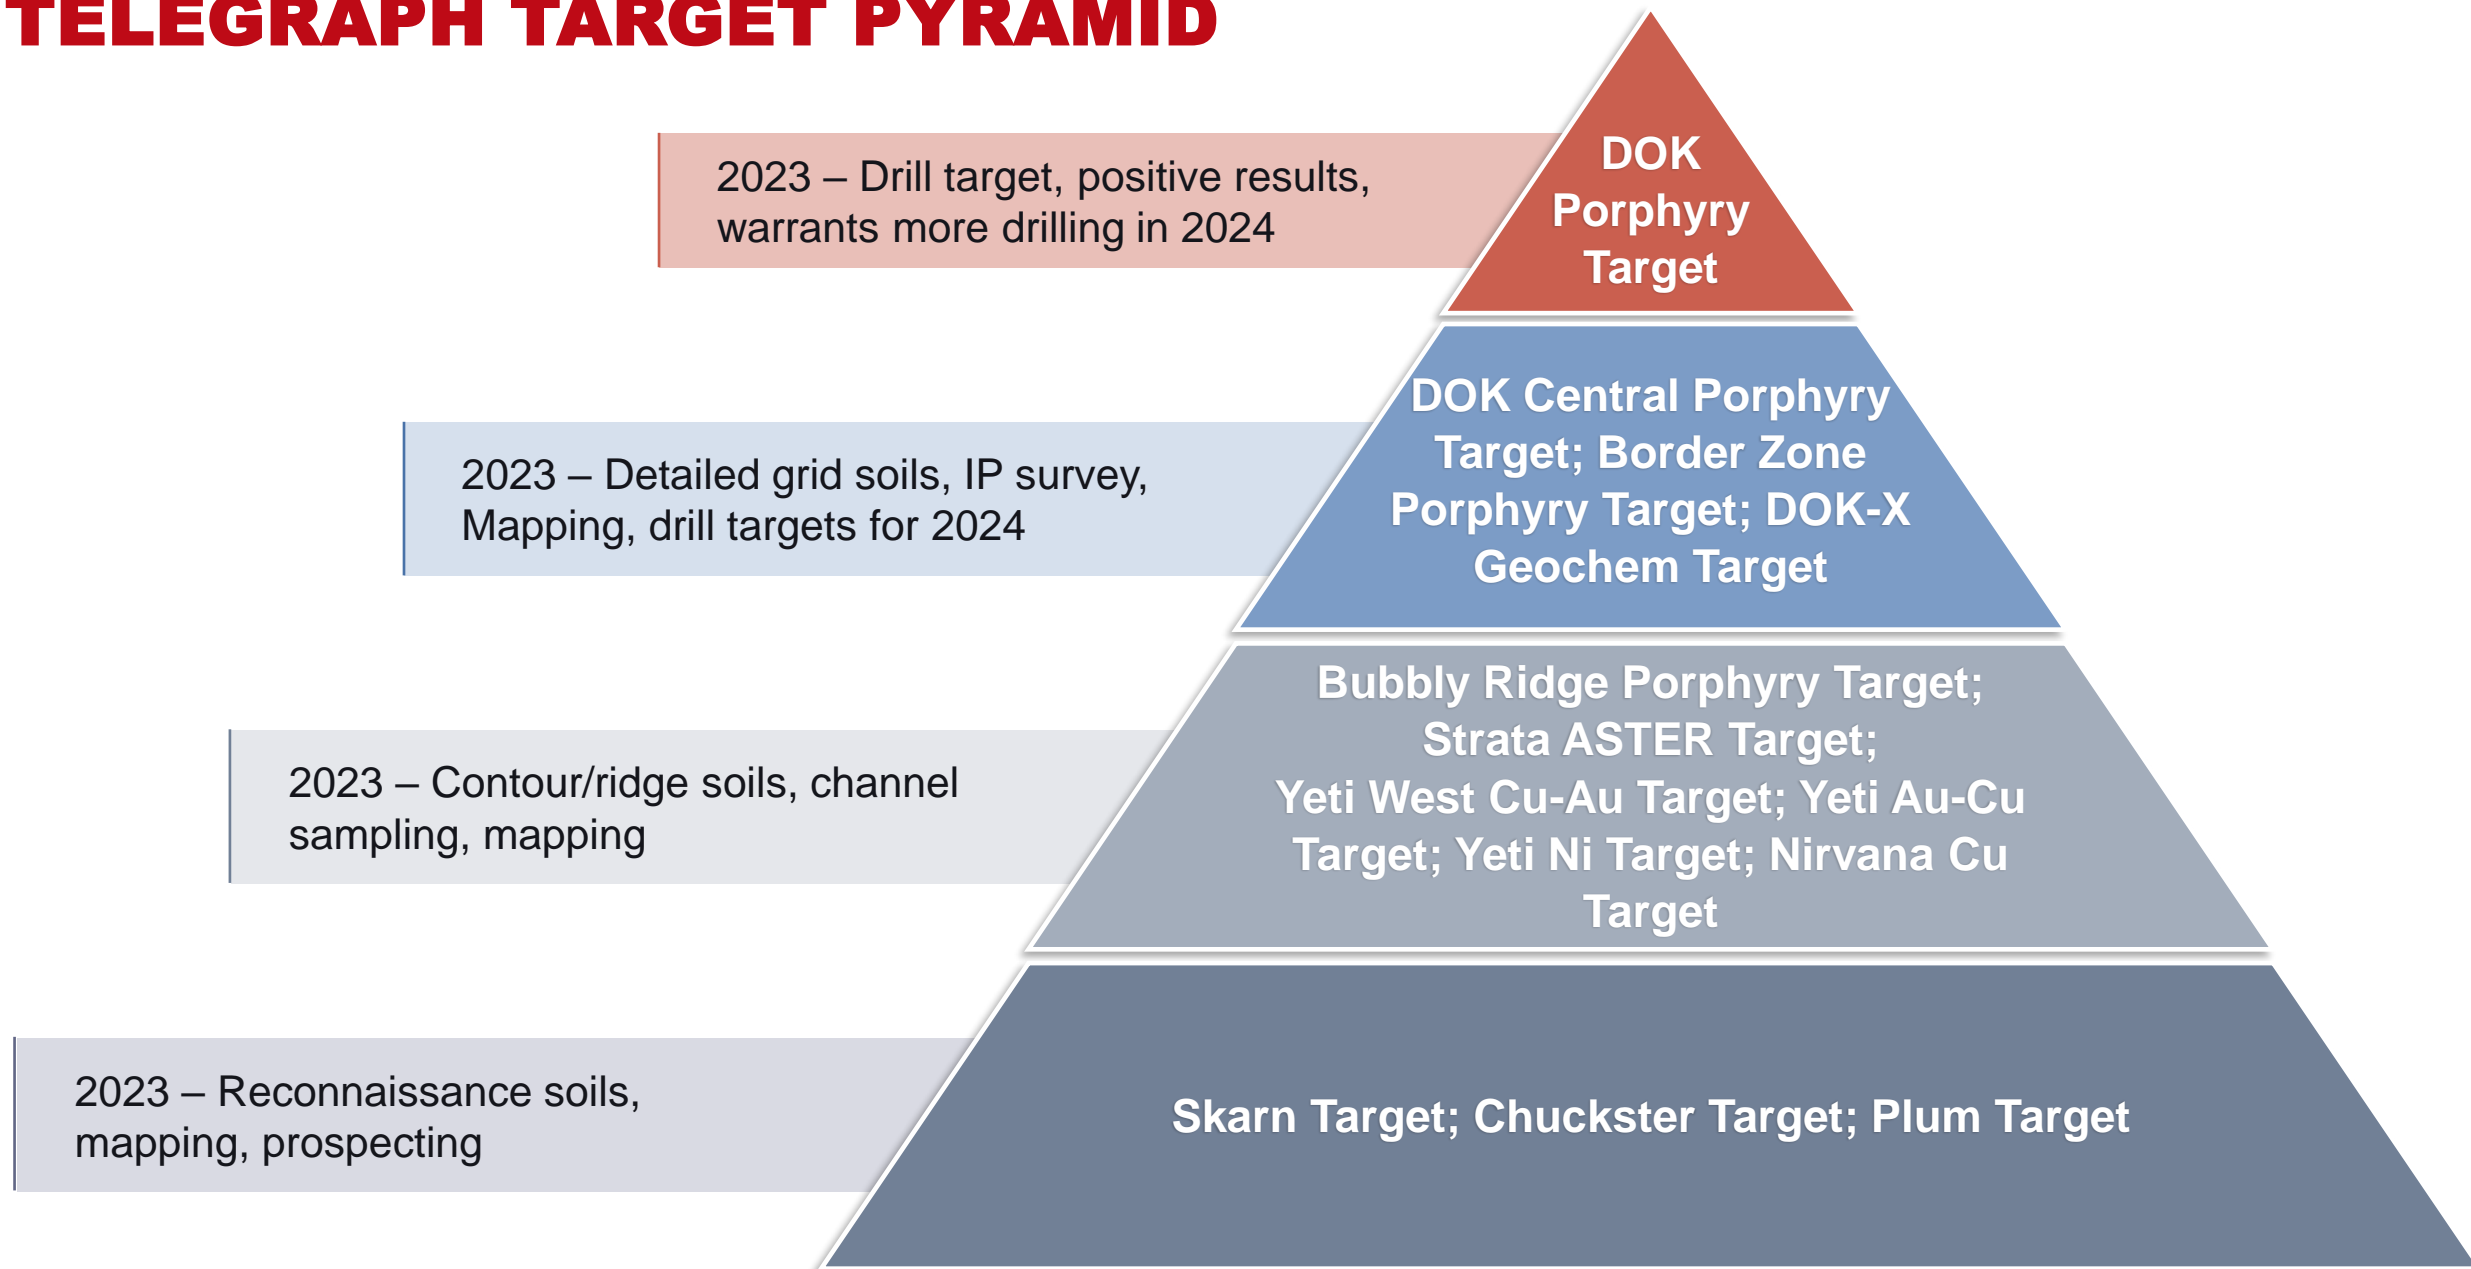 TELEGRAPH TARGET PYRAMID
2023 – Drill target, positive results,
warrants more drilling in 2024
DOK
Porphyry
Target
2023 – Detailed grid soils, IP survey,
Mapping, drill targets for 2024
DOK Central Porphyry
Target; Border Zone
Porphyry Target; DOK-X
Geochem Target
2023 – Contour/ridge soils, channel
sampling, mapping
Bubbly Ridge Porphyry Target;
Strata ASTER Target;
Yeti West Cu-Au Target; Yeti Au-Cu
Target; Yeti Ni Target; Nirvana Cu
Target
2023 – Reconnaissance soils,
mapping, prospecting
Skarn Target; Chuckster Target; Plum Target